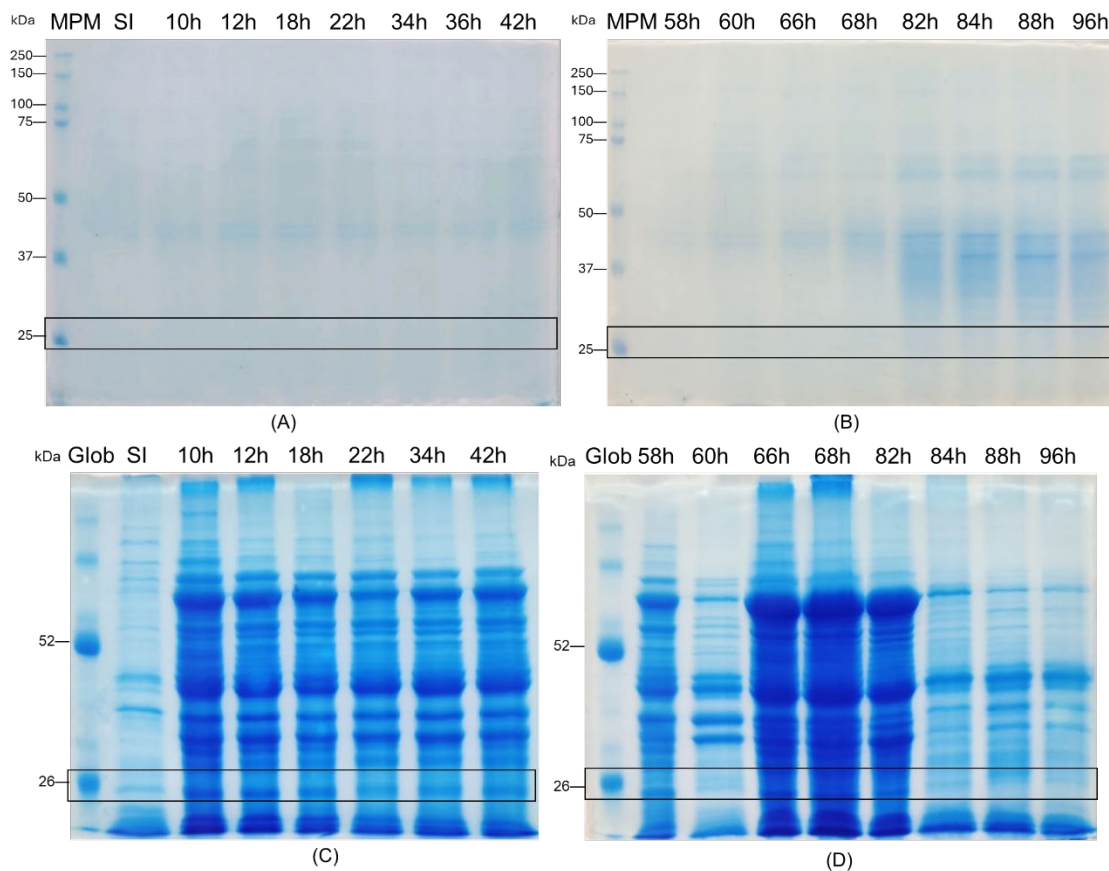 kDa MPM SI 10h 12h 18h 22h 34h 36h 42h
250
150
100
75
50
37
25
(A)
kDa MPM 58h 60h 66h 68h 82h 84h 88h 96h
250
150
100
75
50
37
25
(B)
kDa Glob SI 10h 12h 18h 22h 34h 42h
52
26
(C)
kDa Glob 58h 60h 66h 68h 82h 84h 88h 96h
52
26
(D)